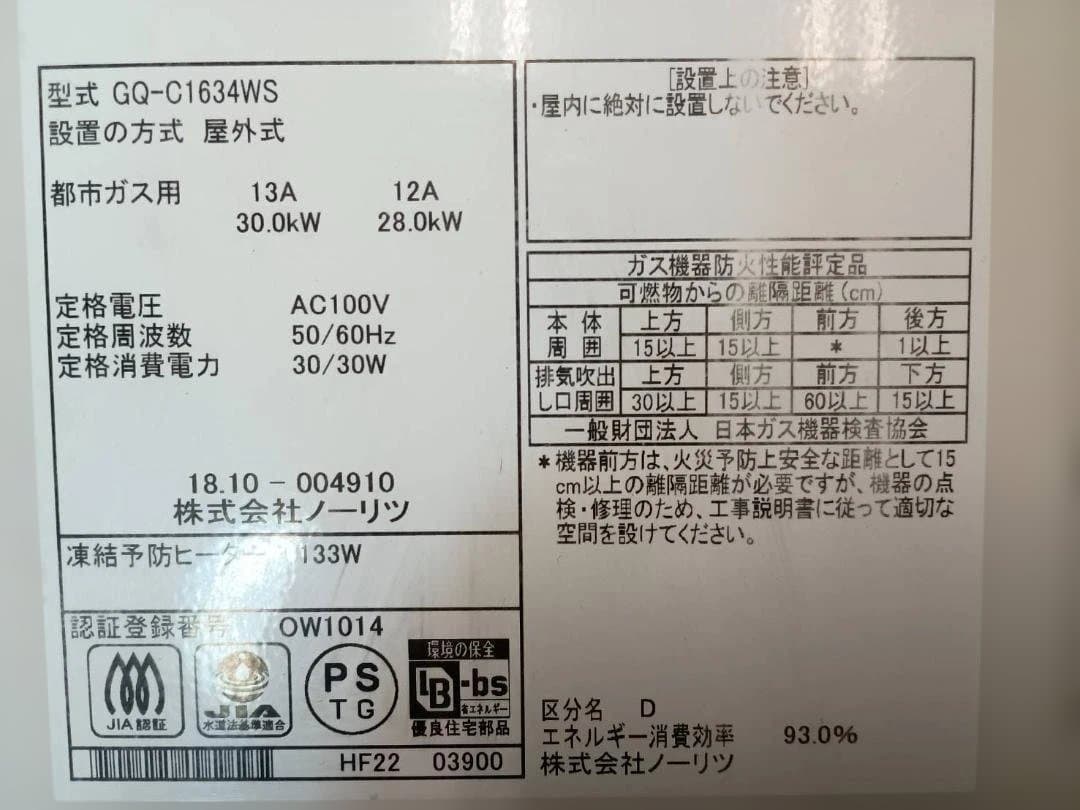 型式 GQ-C1634WS
設置の方式 屋外式
都市ガス用 13A 12A
30.0kW 28.0kW
定格電圧 AC100V
定格周波数 50/60Hz
定格消費電力 30/30W
18.10 - 004910
株式会社ノーリツ
凍結予防ヒーター 133W
認証登録番号 OW1014
JIA認証
JIA
水道法基準適合
PS
TG
環境の保全
BL-bs
省エネルギー
優良住宅部品
HF22 03900
[設置上の注意]
・屋内に絶対に設置しないでください。
ガス機器防火性能評定品
可燃物からの離隔距離(cm)
本体 上方 側方 前方 後方
周囲 15以上 15以上 * 1以上
排気吹出 上方 側方 前方 下方
し口周囲 30以上 15以上 60以上 15以上
一般財団法人 日本ガス機器検査協会
*機器前方は、火災予防上安全な距離として15
cm以上の離隔距離が必要ですが、機器の点
検・修理のため、工事説明書に従って適切な
空間を設けてください。
区分名 D
エネルギー消費効率 93.0%
株式会社ノーリツ